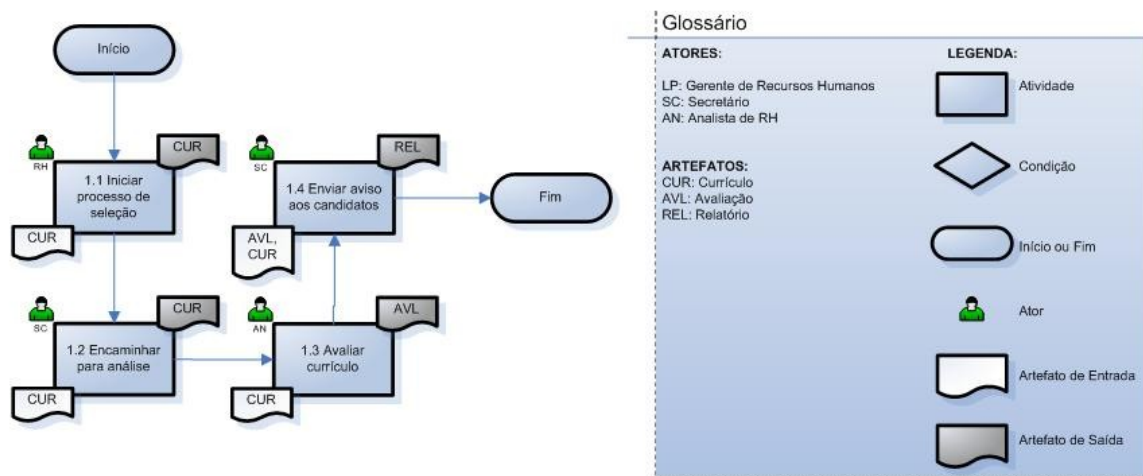 Início
RH
CUR
1.1 Iniciar
processo de
seleção
CUR
SC
CUR
1.2 Encaminhar
para análise
CUR
AN
AVL
1.3 Avaliar
currículo
CUR
SC
REL
1.4 Enviar aviso
aos candidatos
AVL,
CUR
Fim
Glossário
ATORES:
LP: Gerente de Recursos Humanos
SC: Secretário
AN: Analista de RH
ARTEFATOS:
CUR: Currículo
AVL: Avaliação
REL: Relatório
LEGENDA:
Atividade
Condição
Início ou Fim
Ator
Artefato de Entrada
Artefato de Saída